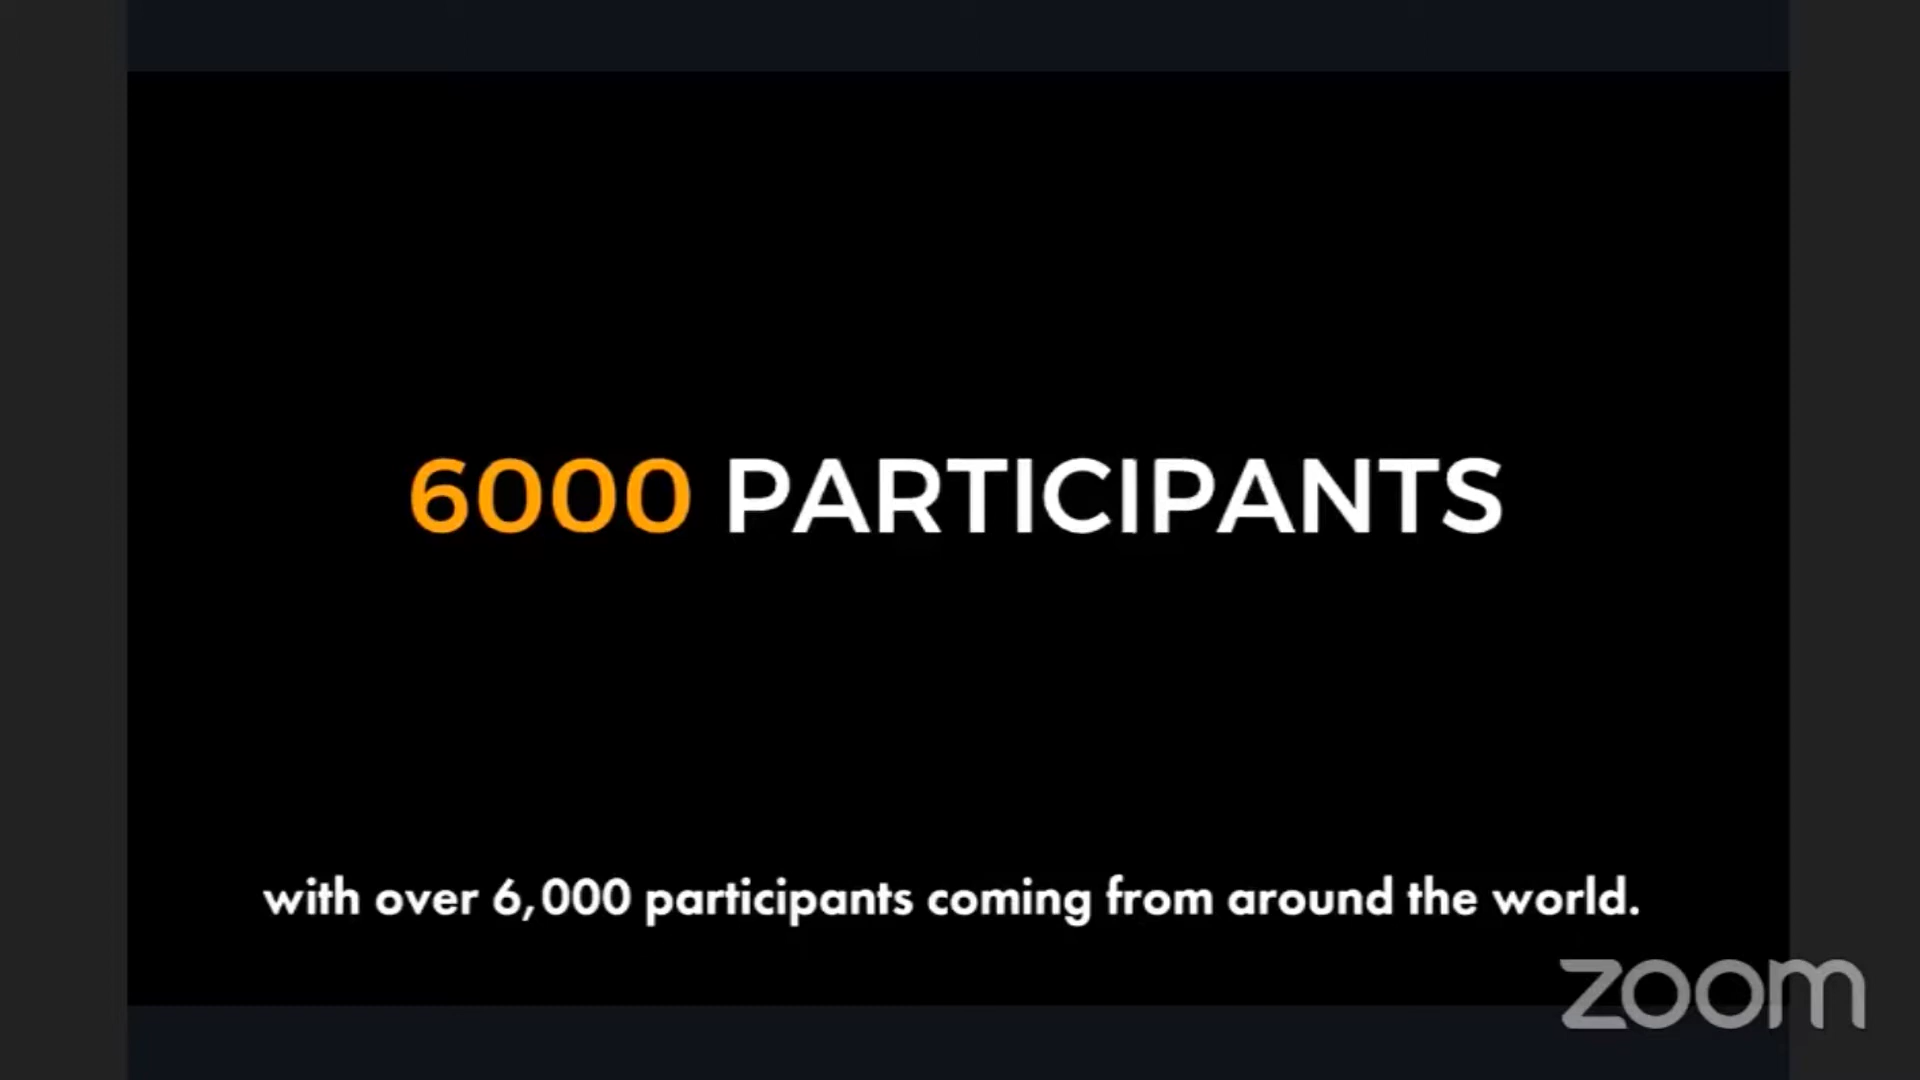 6000 PARTICIPANTS
with over 6,000 participants coming from around the world.
zoom